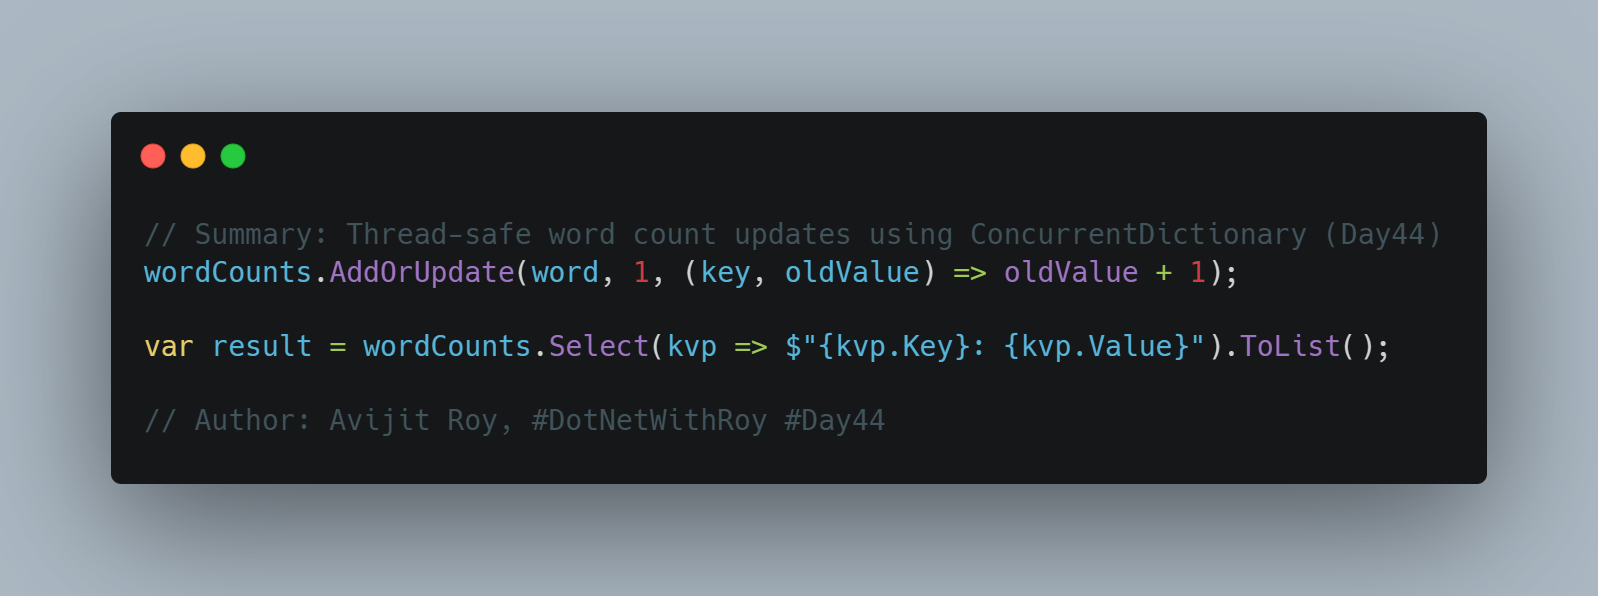 // Summary: Thread-safe word count updates using ConcurrentDictionary (Day44)
wordCounts.AddOrUpdate(word, 1, (key, oldValue) => oldValue + 1);
var result = wordCounts.Select(kvp => $"{kvp.Key}: {kvp.Value}").ToList();
// Author: Avijit Roy, #DotNetWithRoy #Day44